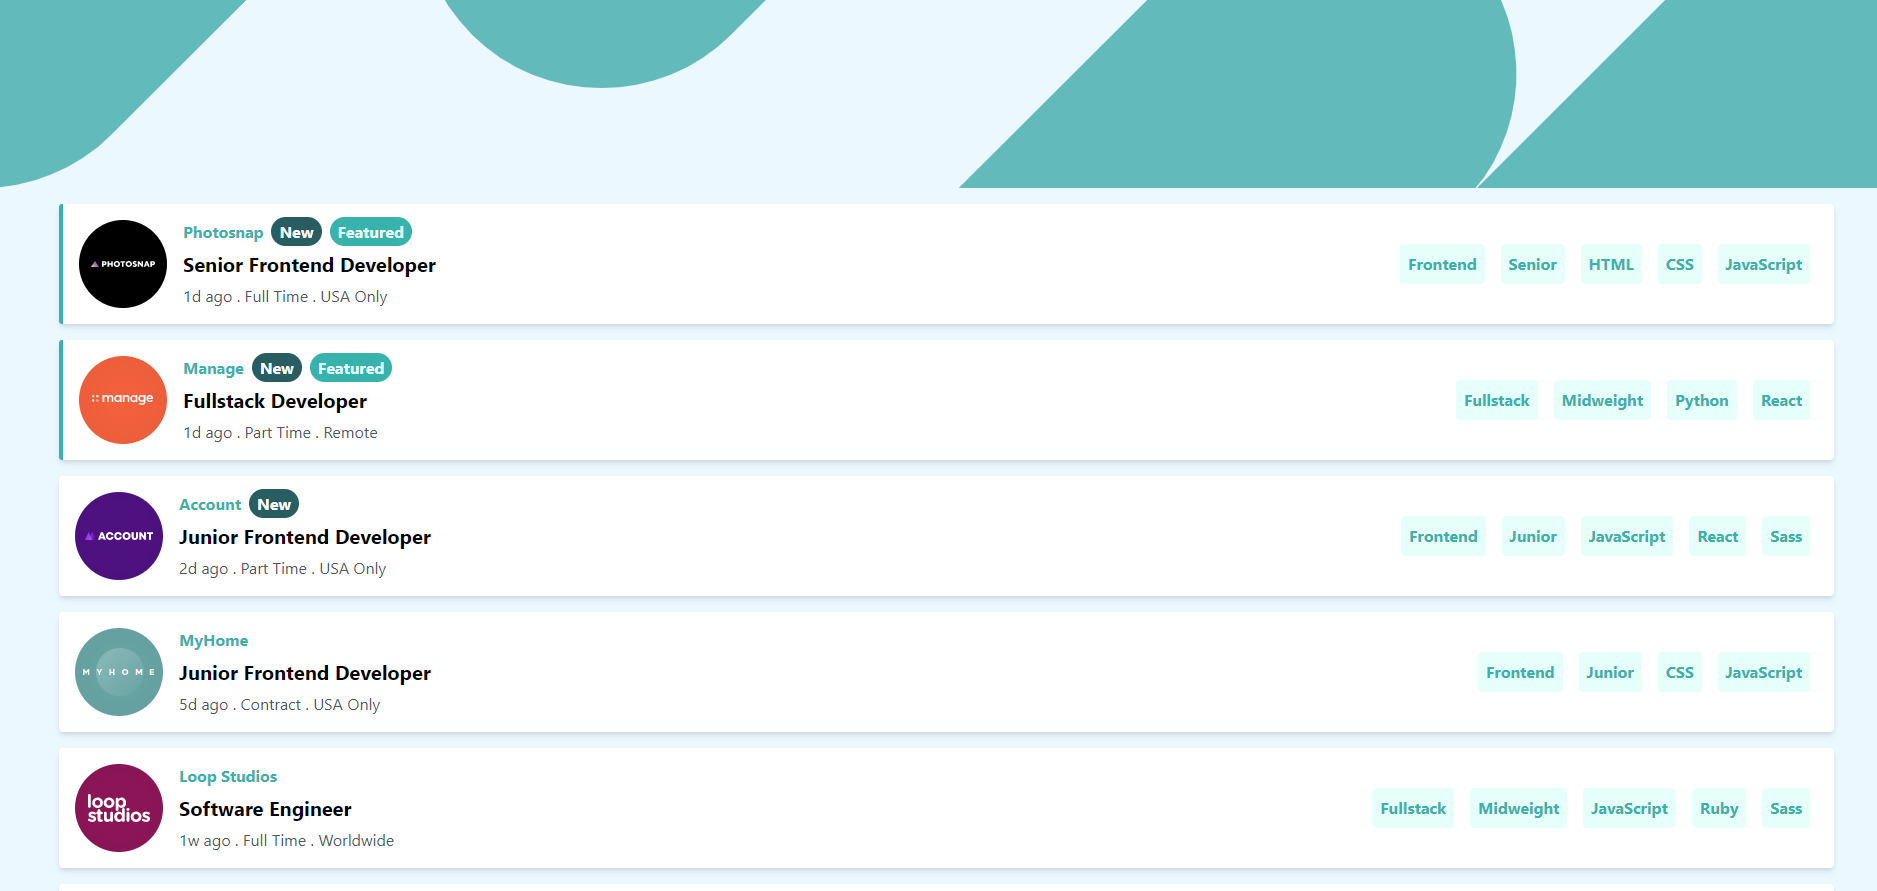 PHOTOSNAP
Photosnap New Featured
Senior Frontend Developer
1d ago . Full Time . USA Only
Frontend Senior HTML CSS JavaScript
manage
Manage New Featured
Fullstack Developer
1d ago . Part Time . Remote
Fullstack Midweight Python React
ACCOUNT
Account New
Junior Frontend Developer
2d ago . Part Time . USA Only
Frontend Junior JavaScript React Sass
MYHOME
MyHome
Junior Frontend Developer
5d ago . Contract . USA Only
Frontend Junior CSS JavaScript
loop
studios
Loop Studios
Software Engineer
1w ago . Full Time . Worldwide
Fullstack Midweight JavaScript Ruby Sass